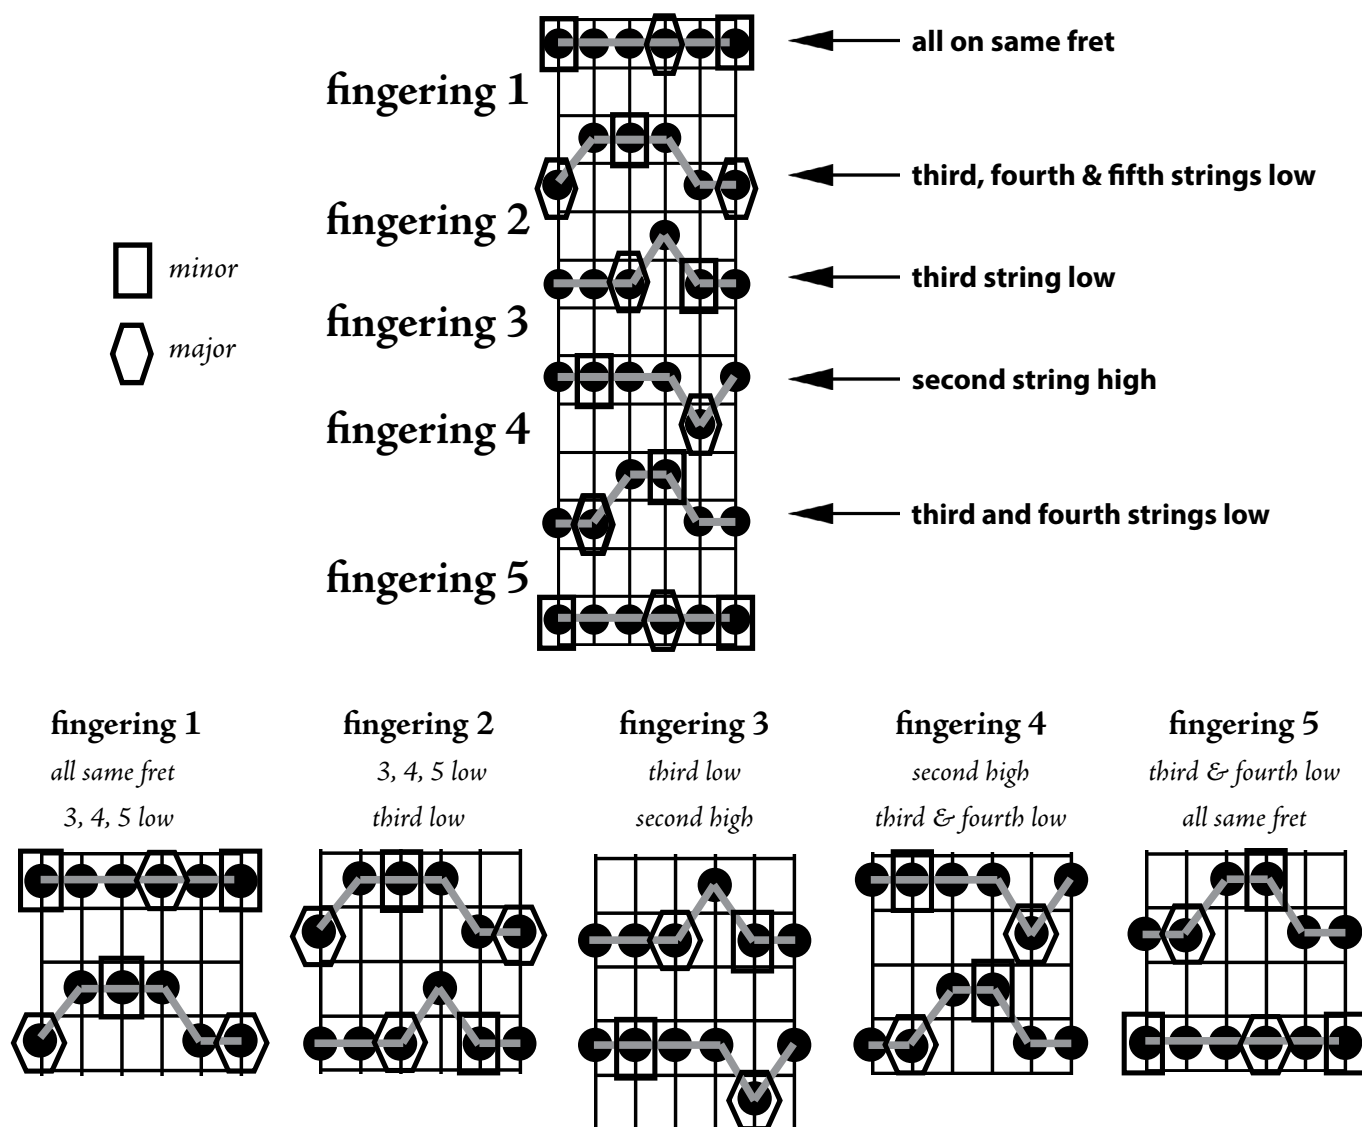 all on same fret
fingering 1
third, fourth & fifth strings low
fingering 2
minor
third string low
fingering 3
major
second string high
fingering 4
third and fourth strings low
fingering 5
fingering 1
all same fret
3, 4, 5 low
fingering 2
3, 4, 5 low
third low
fingering 3
third low
second high
fingering 4
second high
third & fourth low
fingering 5
third & fourth low
all same fret